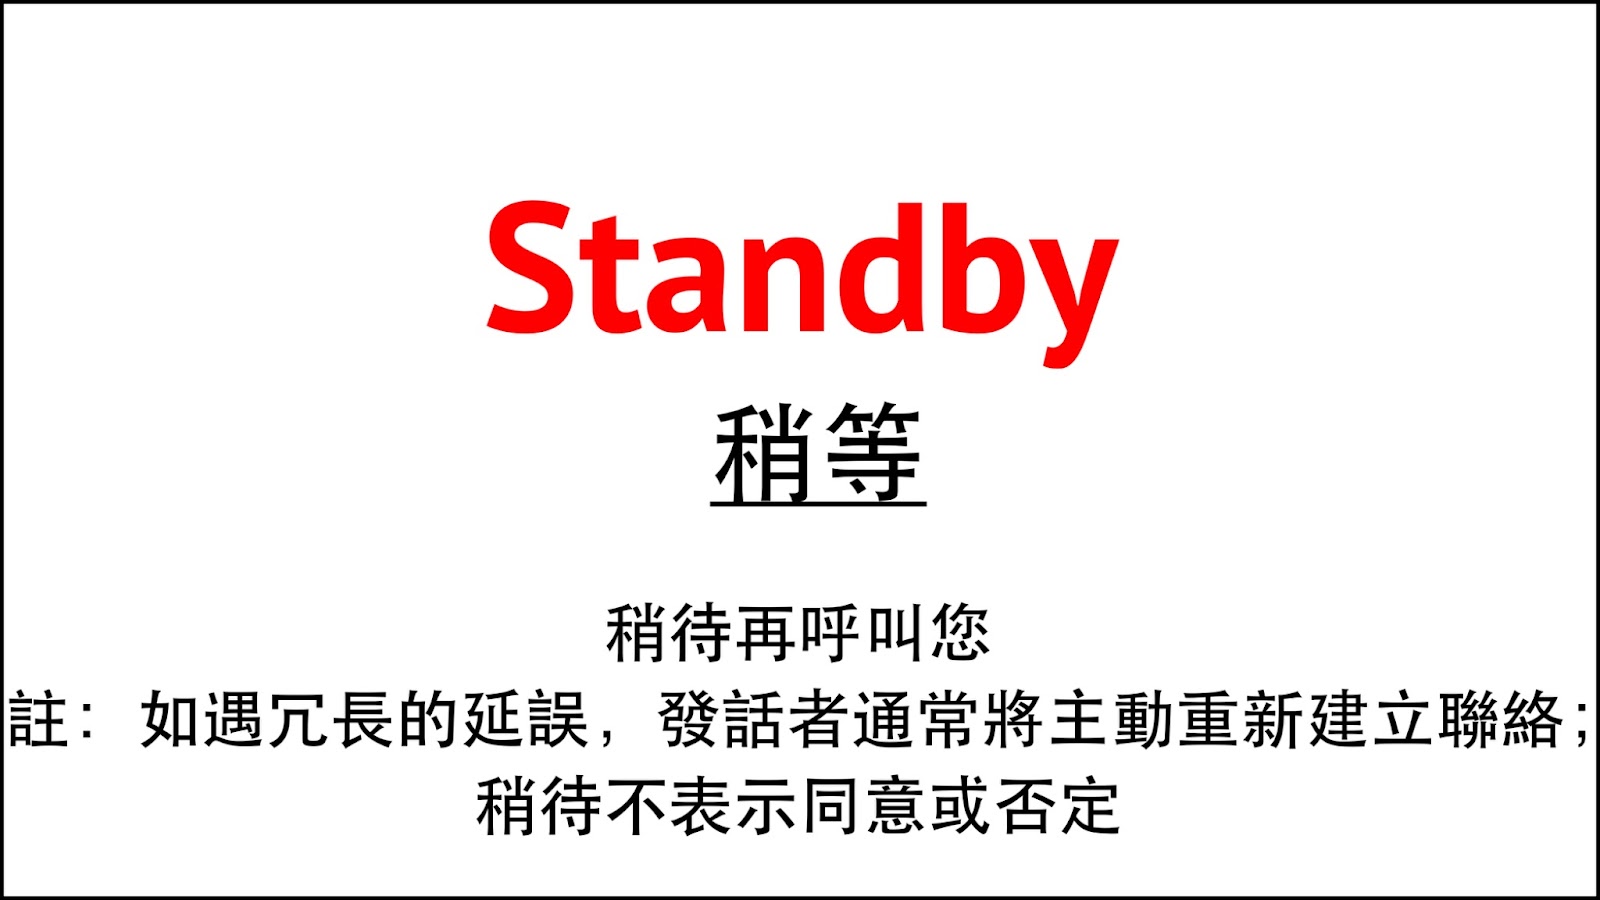 Standby
稍等
稍待再呼叫您
註：如遇冗長的延誤，發話者通常將主動重新建立聯絡；
稍待不表示同意或否定